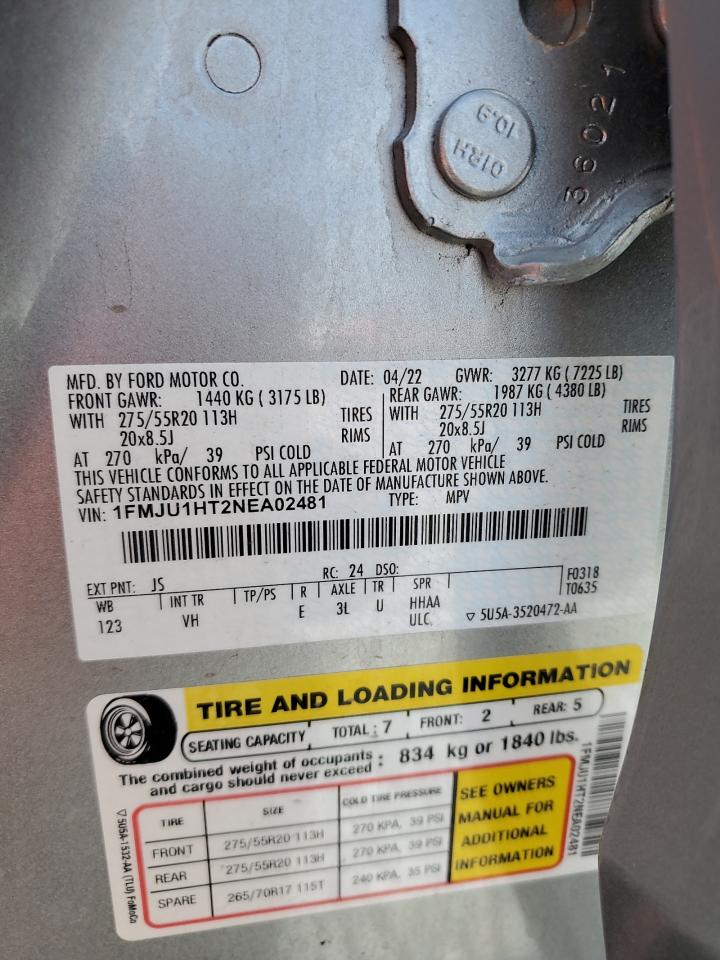 36021
01RH
10.9
MFD. BY FORD MOTOR CO. DATE: 04/22 GVWR: 3277 KG ( 7225 LB)
FRONT GAWR: 1440 KG ( 3175 LB) REAR GAWR: 1987 KG ( 4380 LB)
WITH 275/55R20 113H TIRES WITH 275/55R20 113H TIRES
20x8.5J RIMS 20x8.5J RIMS
AT 270 kPa/ 39 PSI COLD AT 270 kPa/ 39 PSI COLD
THIS VEHICLE CONFORMS TO ALL APPLICABLE FEDERAL MOTOR VEHICLE
SAFETY STANDARDS IN EFFECT ON THE DATE OF MANUFACTURE SHOWN ABOVE.
VIN: 1FMJU1HT2NEA02481 TYPE: MPV
EXT PNT: JS RC: 24 DSO: F0318
WB INT TR TP/PS R AXLE TR SPR T0635
123 VH E 3L U HHAA
ULC ▽ 5U5A-3520472-AA
TIRE AND LOADING INFORMATION
SEATING CAPACITY TOTAL: 7 FRONT: 2 REAR: 5
The combined weight of occupants : 834 kg or 1840 lbs.
and cargo should never exceed
TIRE SIZE COLD TIRE PRESSURE
FRONT 275/55R20 113H 270 KPA, 39 PSI
REAR 275/55R20 113H 270 KPA, 39 PSI
SPARE 265/70R17 115T 240 KPA, 35 PSI
SEE OWNERS
MANUAL FOR
ADDITIONAL
INFORMATION
▽ 5U5A-1532-AA (TLU) FoMoCo
1FMJU1HT2NEA02481